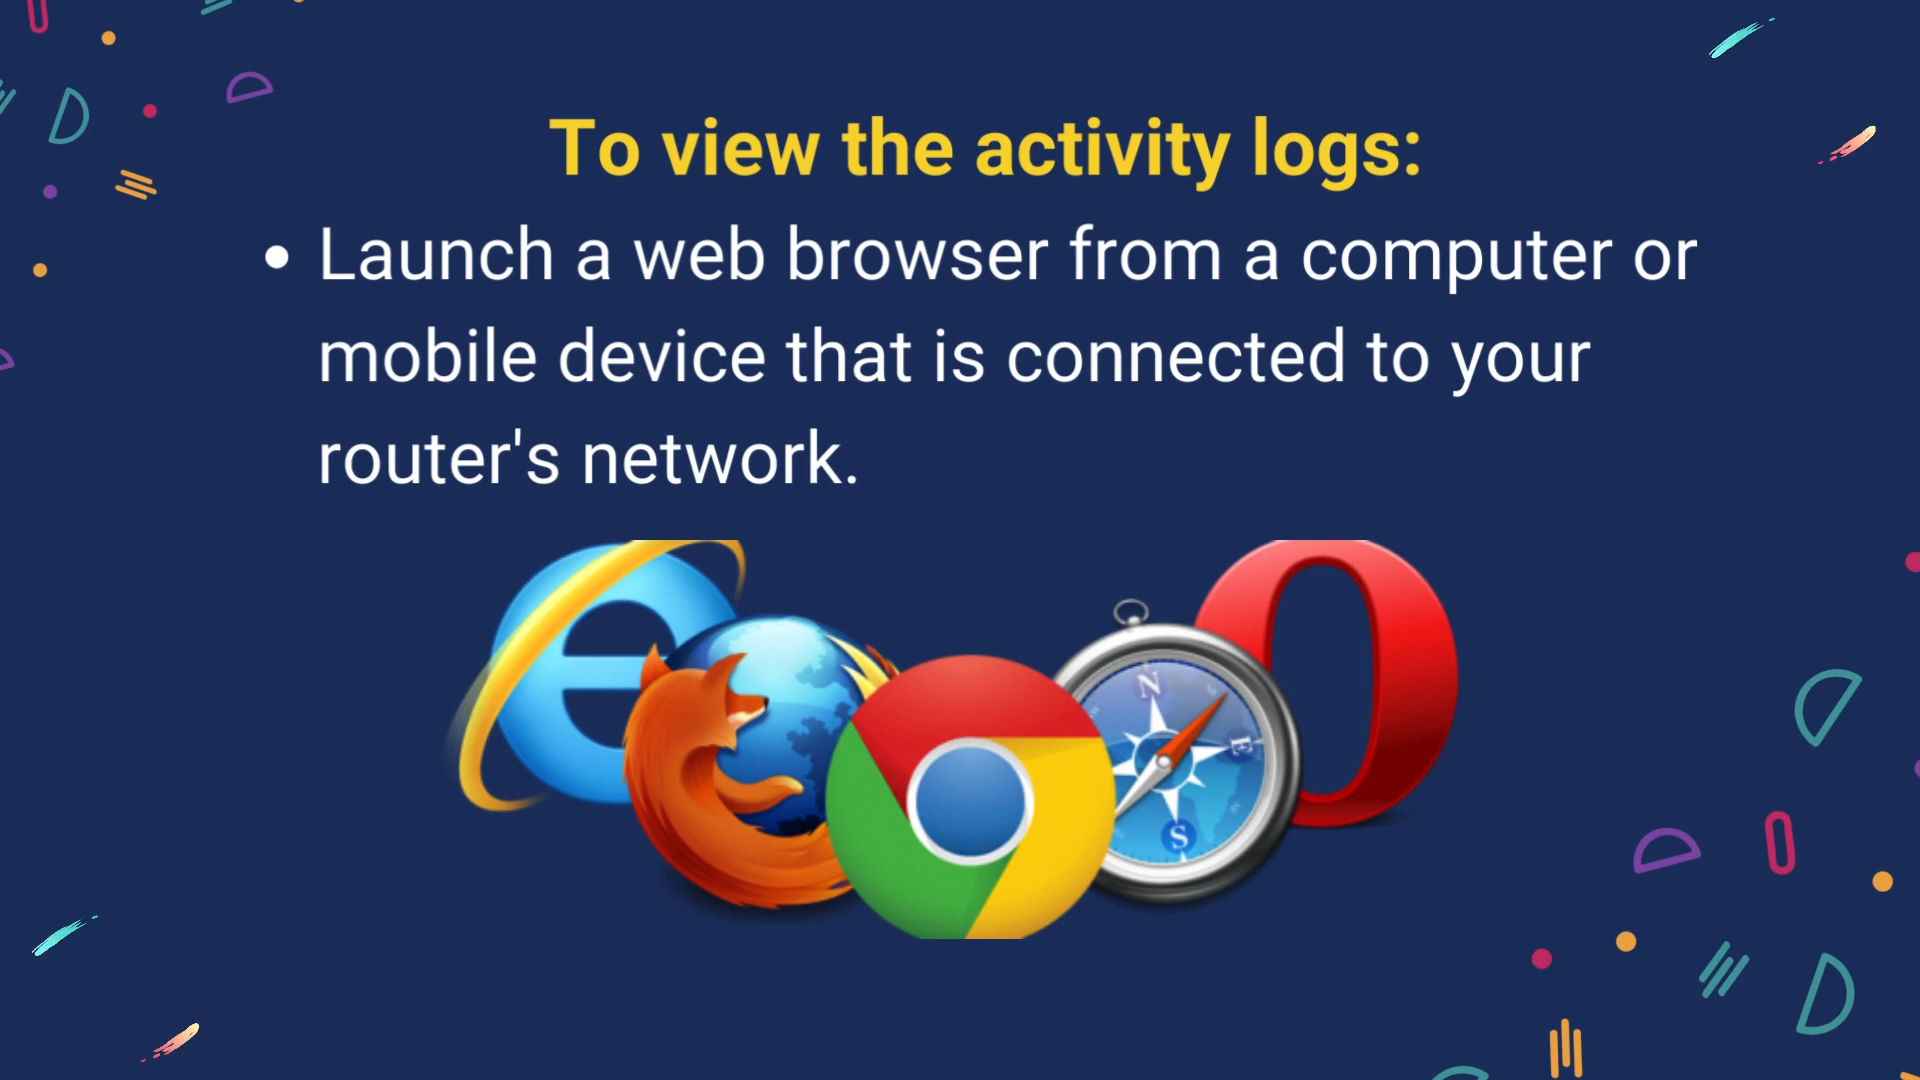 To view the activity logs:
• Launch a web browser from a computer or
mobile device that is connected to your
router's network.
N
E
S